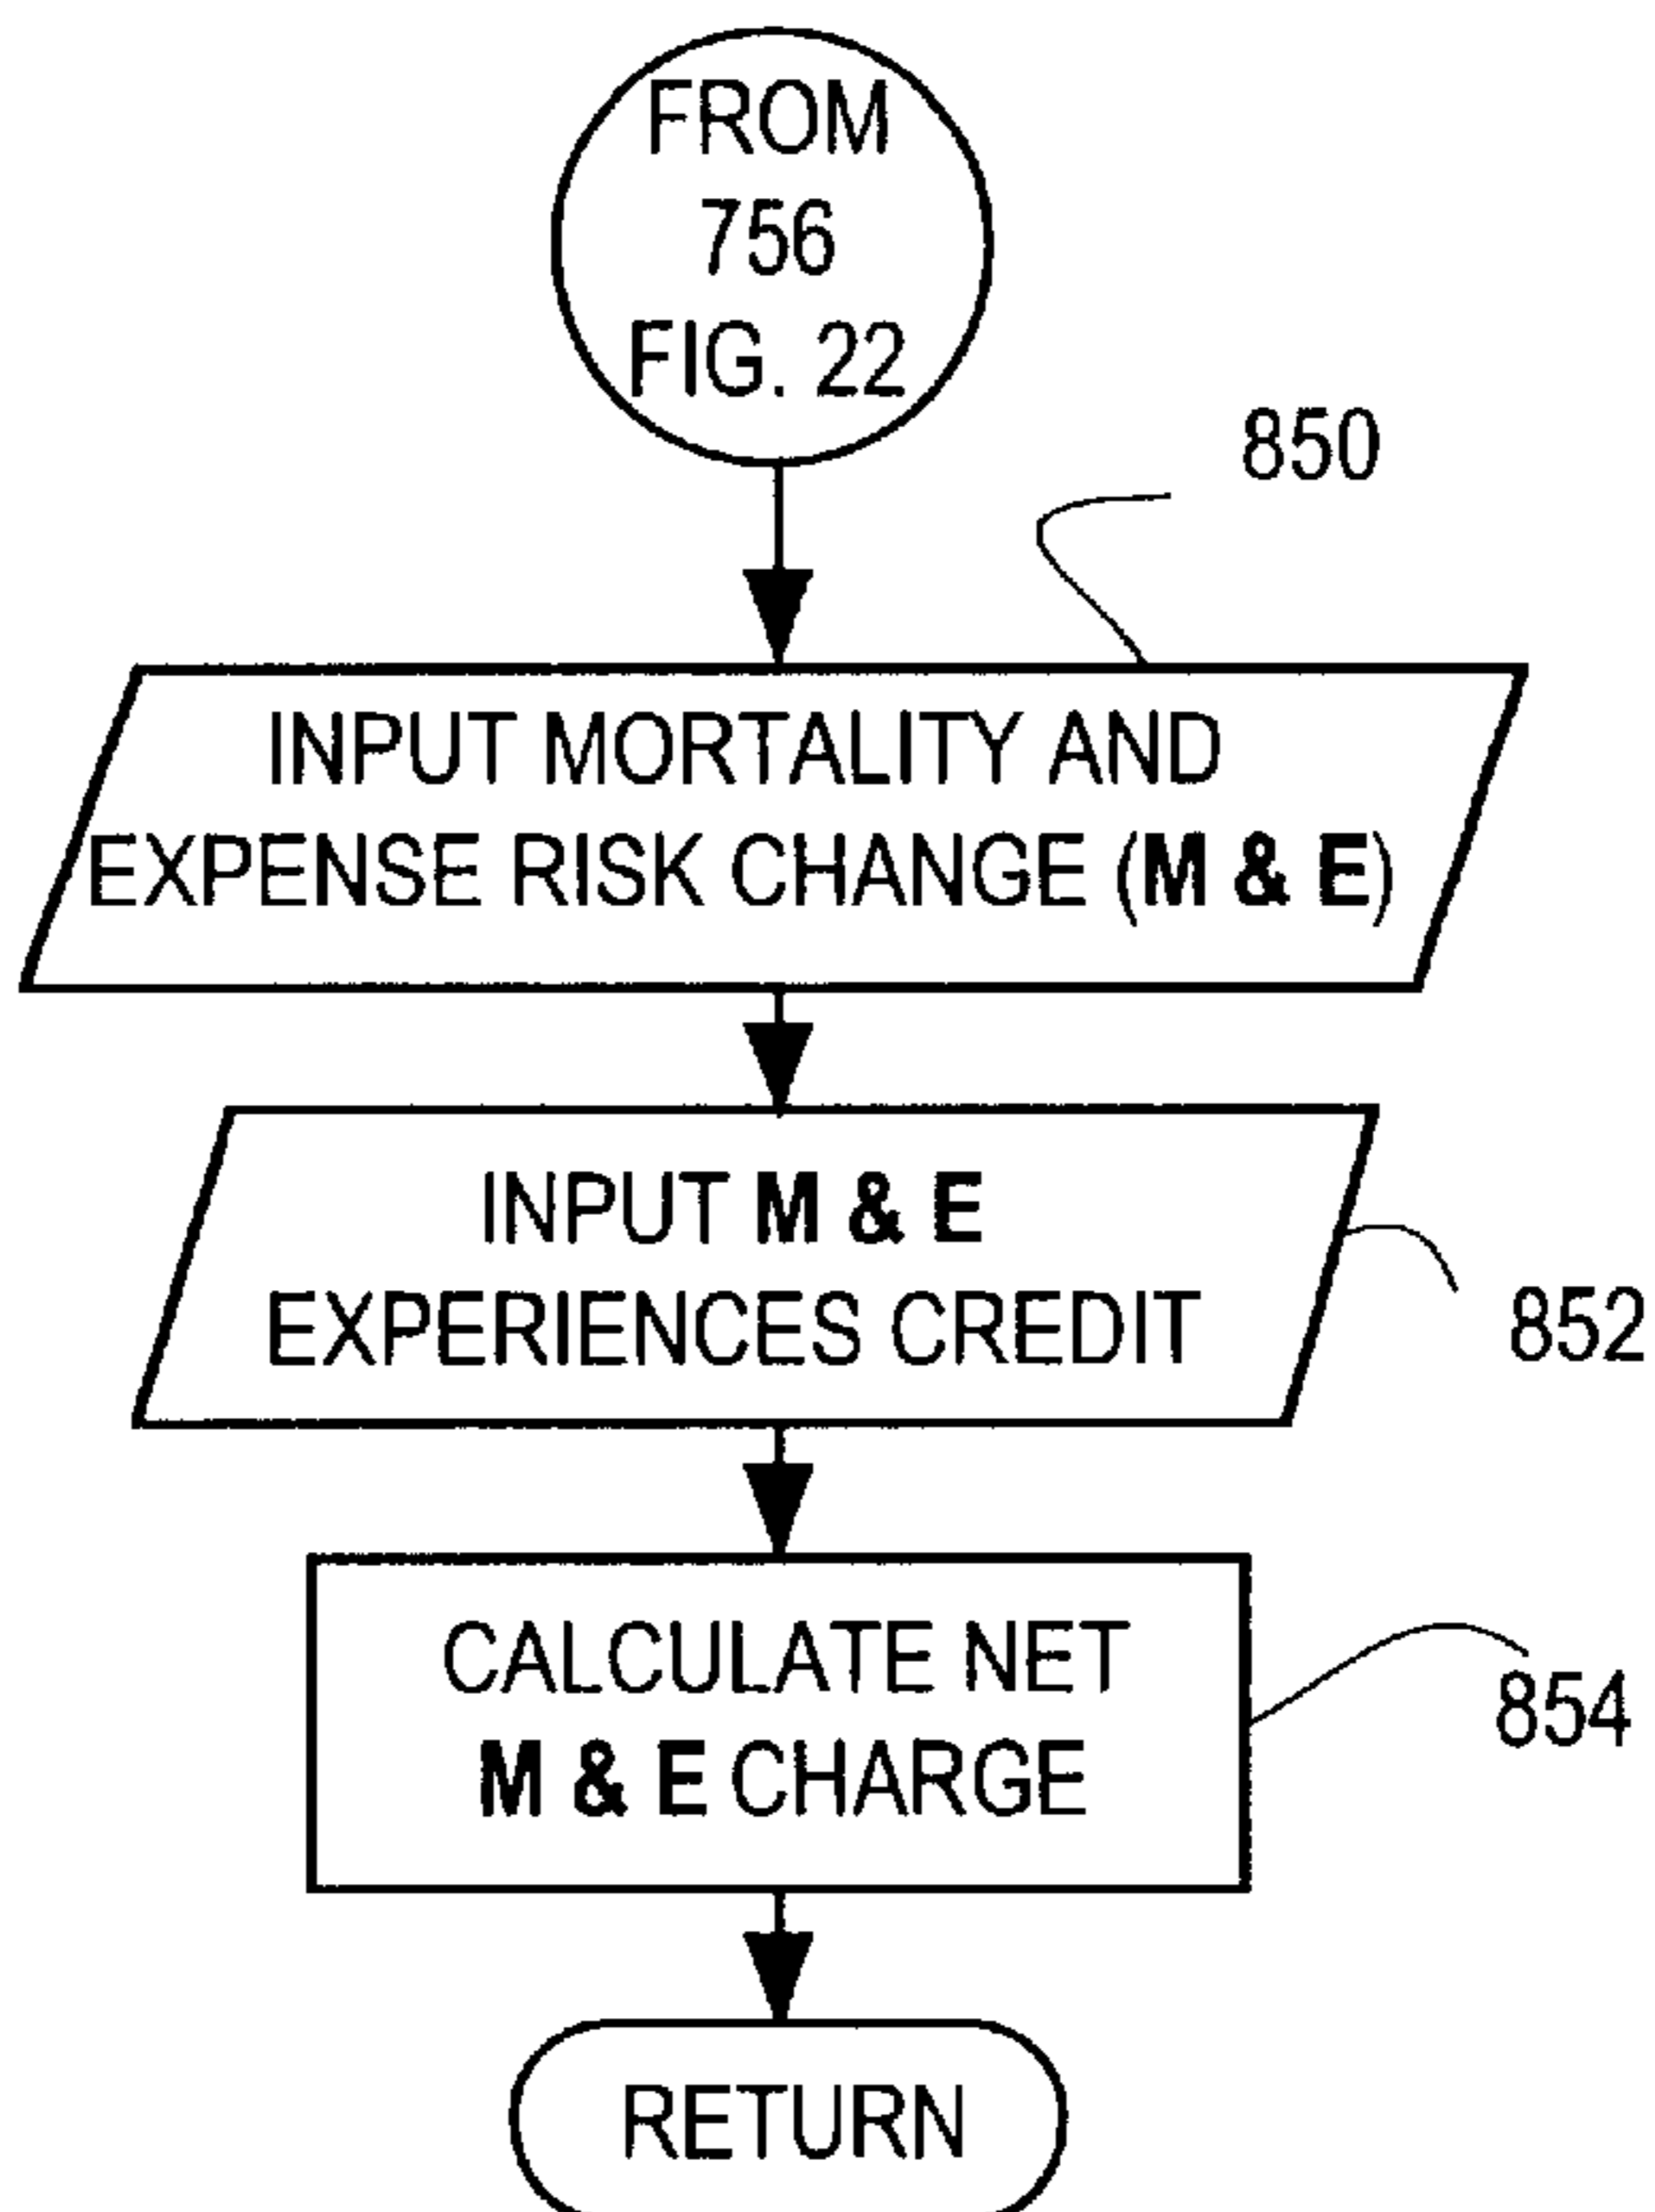 FROM
756
FIG. 22
850
INPUT MORTALITY AND
EXPENSE RISK CHANGE (M & E)
INPUT M & E
EXPERIENCES CREDIT
852
CALCULATE NET
M & E CHARGE
854
RETURN